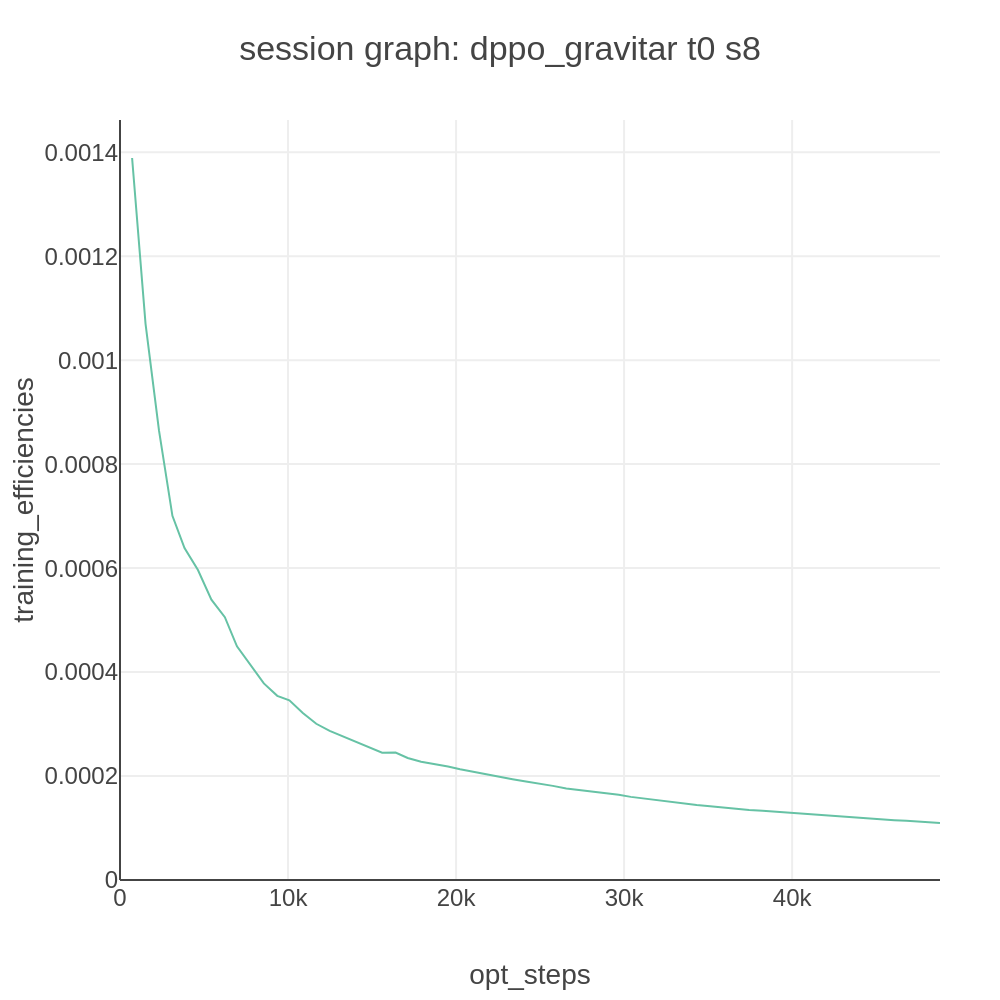 session graph: dppo_gravitar t0 s8
training_efficiencies
0.0014
0.0012
0.001
0.0008
0.0006
0.0004
0.0002
0
0 10k 20k 30k 40k
opt_steps